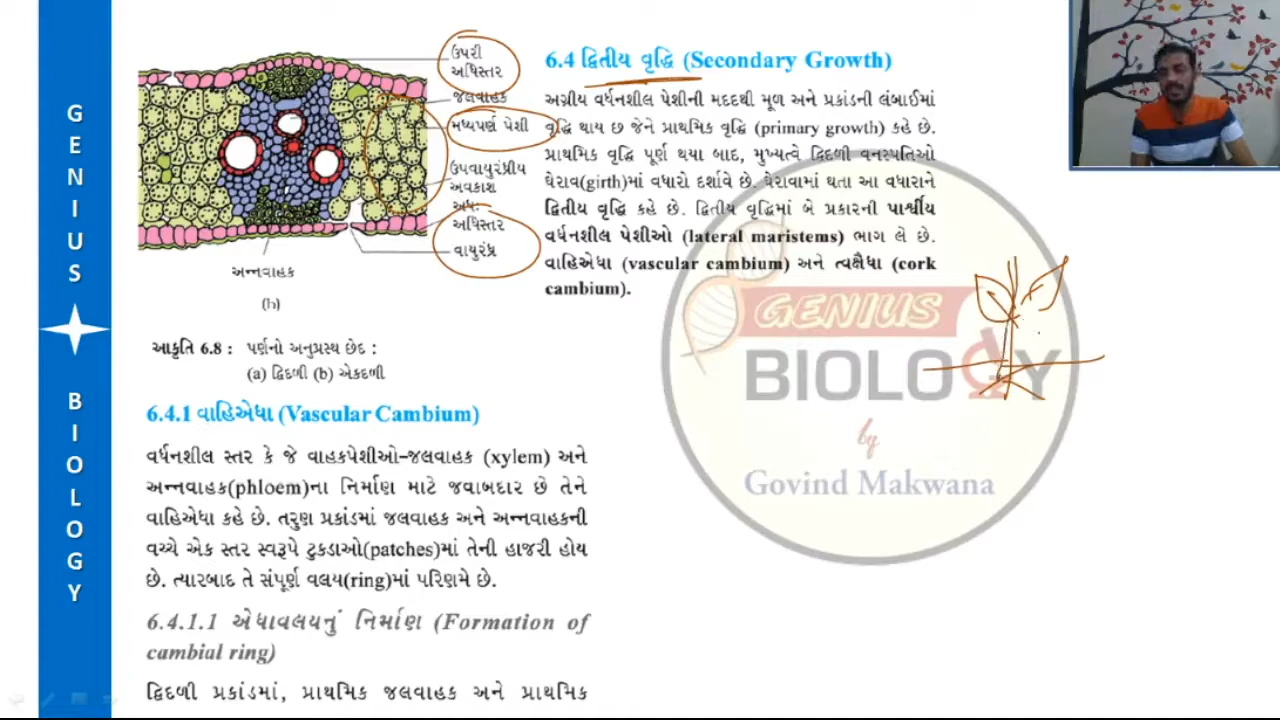 GENIUS
BIOLOGY
ઉપરી
અધિસ્તર
જલવાહક
મધ્યપર્ણ પેશી
ઉપવાયુરંધ્રીય
અવકાશ
અધઃ
અધિસ્તર
વાયુરંધ્ર
અન્નવાહક
(b)
આકૃતિ 6.8 : પર્ણનો અનુપ્રસ્થ છેદ :
(a) દ્વિદળી (b) એકદળી
6.4.1 વાહિએધા (Vascular Cambium)
વર્ધનશીલ સ્તર કે જે વાહકપેશીઓ–જલવાહક (xylem) અને
અન્નવાહક(phloem)ના નિર્માણ માટે જવાબદાર છે તેને
વાહિએધા કહે છે. તરુણ પ્રકાંડમાં જલવાહક અને અન્નવાહકની
વચ્ચે એક સ્તર સ્વરૂપે ટુકડાઓ(patches)માં તેની હાજરી હોય
છે. ત્યારબાદ તે સંપૂર્ણ વલય(ring)માં પરિણમે છે.
6.4.1.1 એધાવલયનું નિર્માણ (Formation of
cambial ring)
દ્વિદળી પ્રકાંડમાં, પ્રાથમિક જલવાહક અને પ્રાથમિક
6.4 દ્વિતીય વૃદ્ધિ (Secondary Growth)
અગ્રીય વર્ધનશીલ પેશીની મદદથી મૂળ અને પ્રકાંડની લંબાઈમાં
વૃદ્ધિ થાય છ જેને પ્રાથમિક વૃદ્ધિ (primary growth) કહે છે.
પ્રાથમિક વૃદ્ધિ પૂર્ણ થયા બાદ, મુખ્યત્વે દ્વિદળી વનસ્પતિઓ
ઘેરાવ(girth)માં વધારો દર્શાવે છે. ઘેરાવામાં થતા આ વધારાને
દ્વિતીય વૃદ્ધિ કહે છે. દ્વિતીય વૃદ્ધિમાં બે પ્રકારની પાર્શ્વીય
વર્ધનશીલ પેશીઓ (lateral maristems) ભાગ લે છે.
વાહિએધા (vascular cambium) અને ત્વક્ષૈધા (cork
cambium).
GENIUS
BIOLOGY
by
Govind Makwana